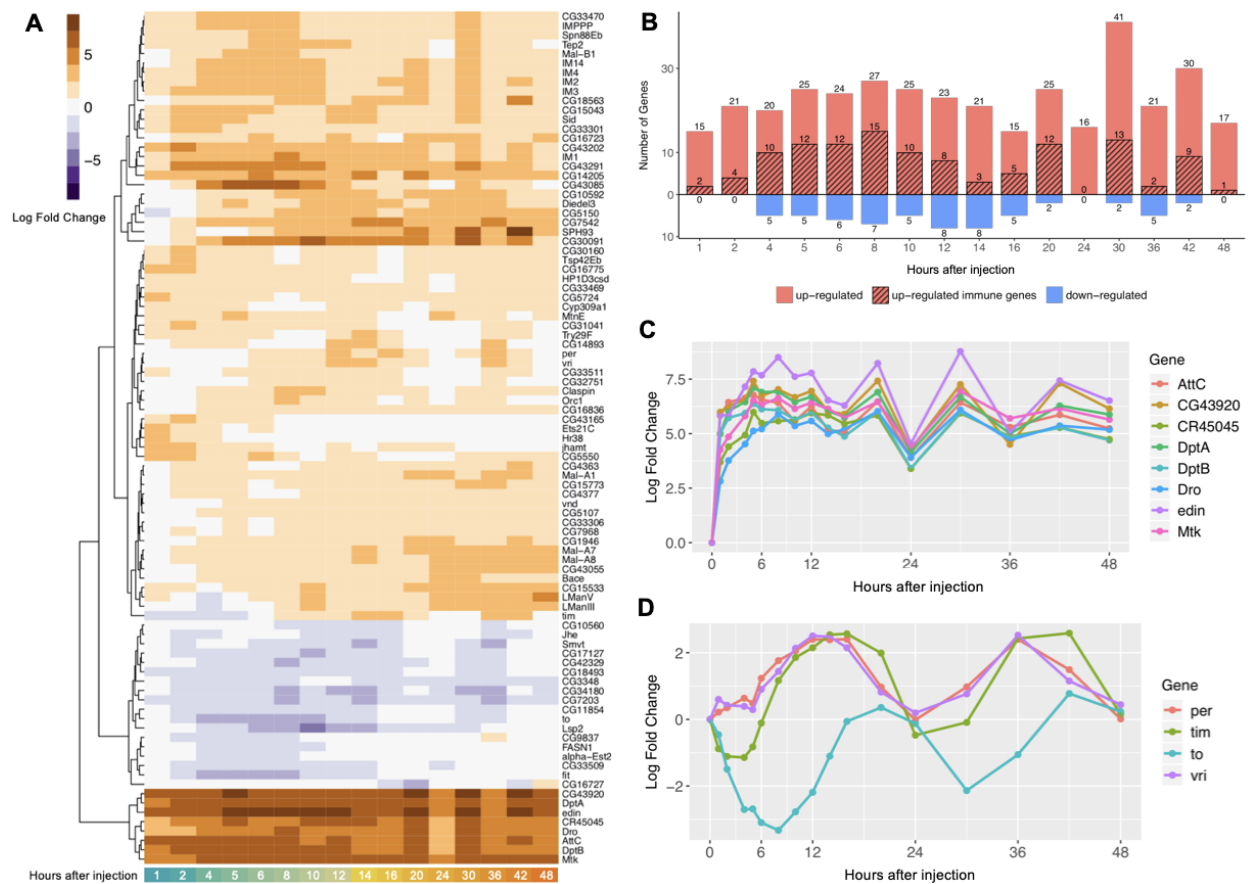 A
5
0
−5
Log Fold Change
CG33470
IMPPP
Spn88Eb
Tep2
Mal-B1
IM14
IM4
IM2
IM3
CG18563
CG15043
Sid
CG33301
CG16723
CG43202
IM1
CG43291
CG14205
CG43085
CG10592
Diedel3
CG5150
CG7542
SPH93
CG30091
CG30160
Tsp42Eb
CG16775
HP1D3csd
CG33469
CG5724
Cyp309a1
MtnE
CG31041
Try29F
CG14893
per
vri
CG33511
CG32751
Claspin
Orct
CG16836
CG43165
Ets21C
Hr38
jhamt
CG5550
CG4363
Mal-A1
CG15773
CG4377
vnd
CG5107
CG33306
CG7968
CG1946
Mal-A7
Mal-A8
CG43055
Bace
CG15533
LManV
LManIII
tim
CG10560
Jhe
Smvt
CG17127
CG42329
CG18493
CG3348
CG34180
CG7203
CG11854
to
Lsp2
CG9837
FASN1
alpha-Est2
CG33509
fit
CG16727
CG43920
DptA
edin
CR45045
Dro
AttC
DptB
Mtk
Hours after injection 1 2 4 5 6 8 10 12 14 16 20 24 30 36 42 48
B
Number of Genes
30
20
10
0
10
15 21 20 25 24 27 25 23 21 15 25 16 41 21 30 17
2 4 10 12 12 15 10 8 3 5 12 0 13 2 9 1
0 0 5 5 6 7 5 8 8 5 2 2 5 2 0
1 2 4 5 6 8 10 12 14 16 20 24 30 36 42 48
Hours after injection
up-regulated up-regulated immune genes down-regulated
C
Log Fold Change
7.5
5.0
2.5
0.0
0 6 12 24 36 48
Hours after injection
Gene
AttC
CG43920
CR45045
DptA
DptB
Dro
edin
Mtk
D
Log Fold Change
2
0
−2
0 6 12 24 36 48
Hours after injection
Gene
per
tim
to
vri